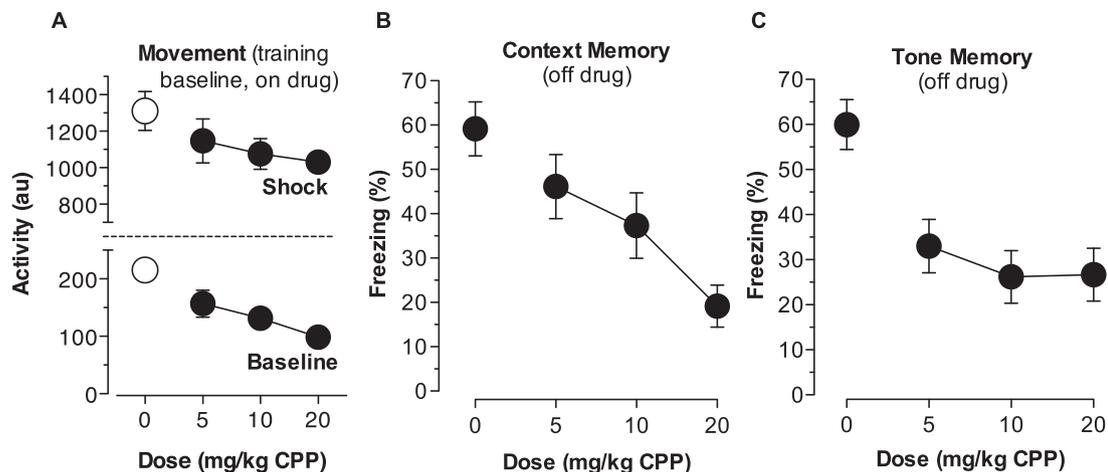 A
Movement (training
baseline, on drug)
Activity (au)
1400
1200
1000
800
200
100
0
Shock
Baseline
0 5 10 20
Dose (mg/kg CPP)
B
Context Memory
(off drug)
Freezing (%)
70
60
50
40
30
20
10
0
0 5 10 20
Dose (mg/kg CPP)
C
Tone Memory
(off drug)
Freezing (%)
70
60
50
40
30
20
10
0
0 5 10 20
Dose (mg/kg CPP)